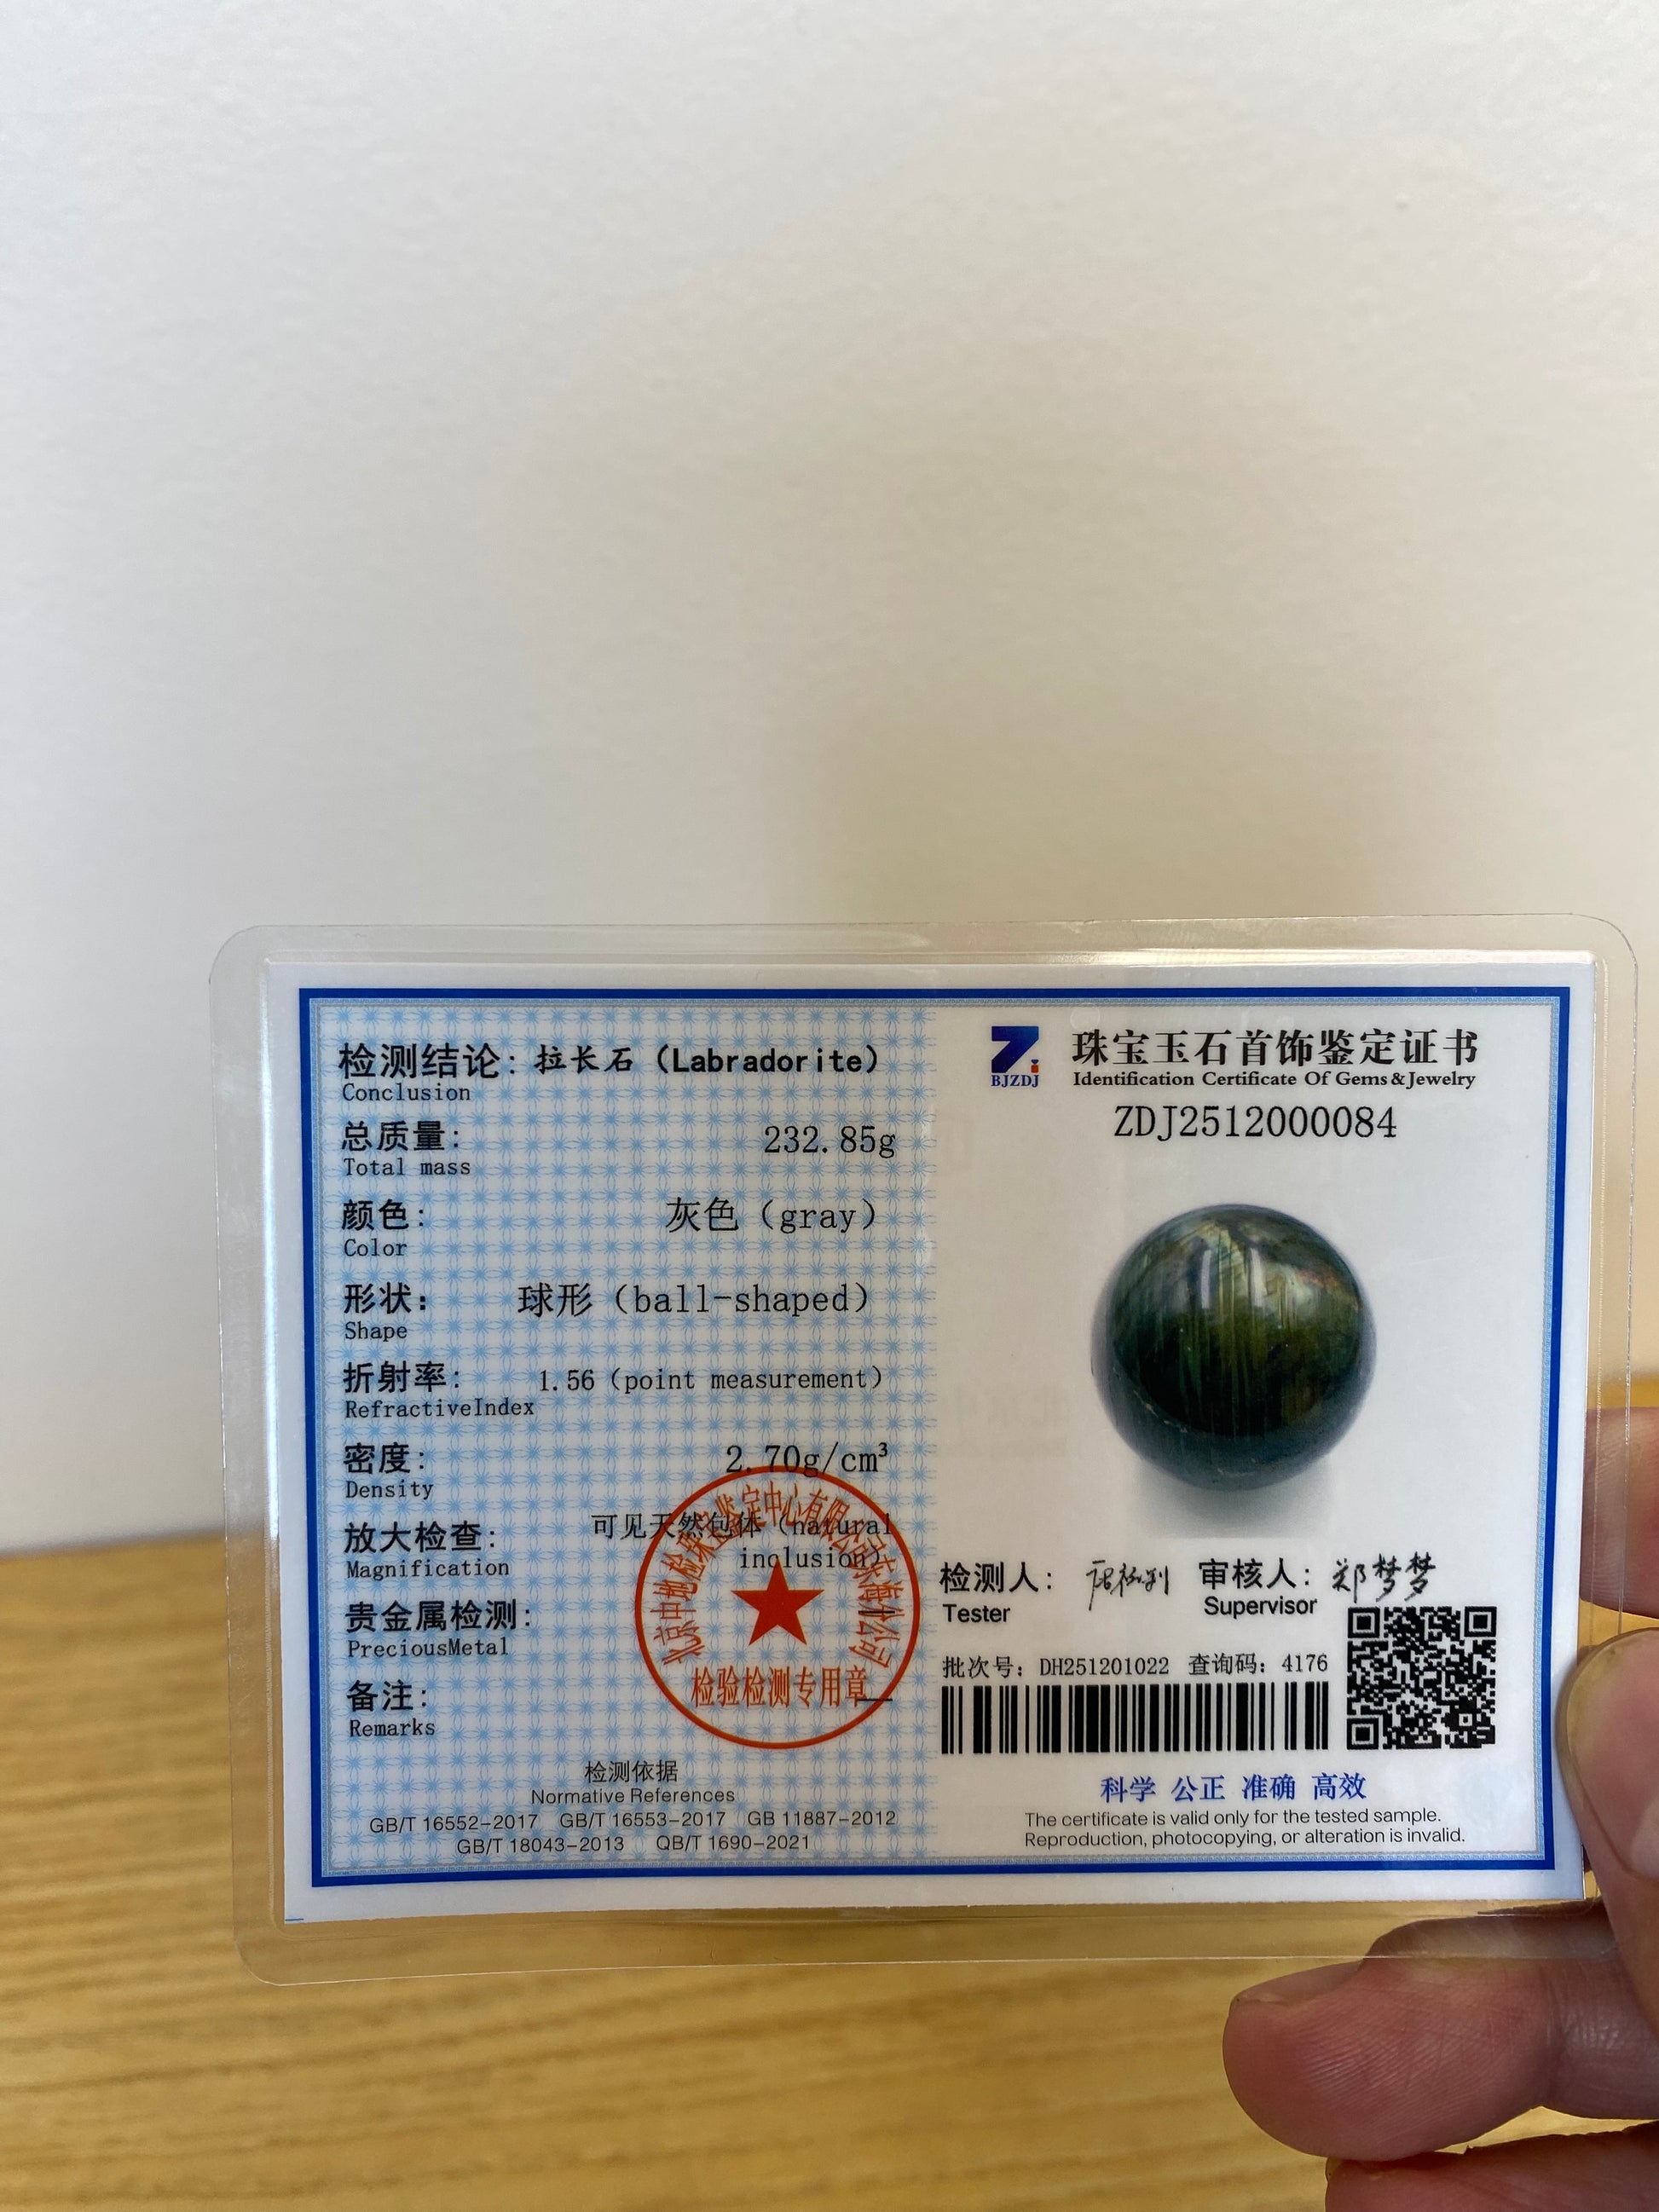 检测结论: 拉长石（Labradorite）
Conclusion
总质量: 232.85g
Total mass
颜色: 灰色（gray）
Color
形状: 球形（ball-shaped）
Shape
折射率: 1.56（point measurement）
RefractiveIndex
密度: 2.70g/cm³
Density
放大检查: 可见天然包体（natural
inclusion）
Magnification
贵金属检测:
PreciousMetal
备注: —
Remarks
检验检测专用章
检测依据
Normative References
GB/T 16552-2017 GB/T 16553-2017 GB 11887-2012
GB/T 18043-2013 QB/T 1690-2021
BJZDJ
珠宝玉石首饰鉴定证书
Identification Certificate Of Gems&Jewelry
ZDJ2512000084
检测人: 审核人: 郑梦梦
Tester Supervisor
批次号: DH251201022 查询码: 4176
科学 公正 准确 高效
The certificate is valid only for the tested sample.
Reproduction, photocopying, or alteration is invalid.